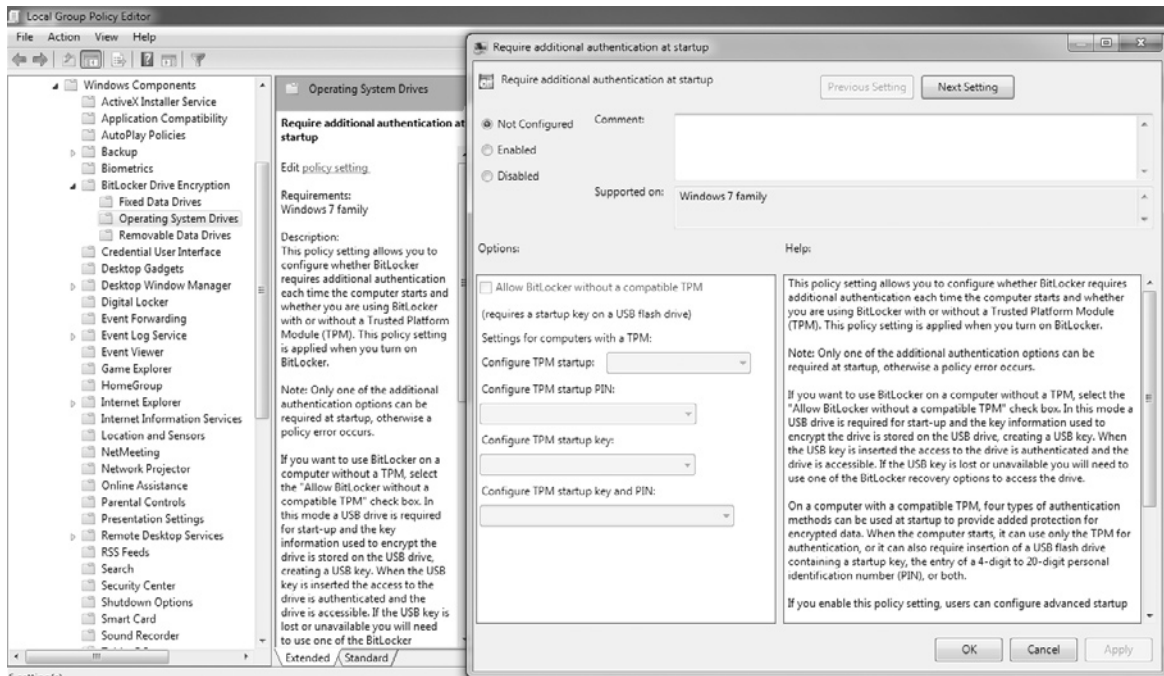 Local Group Policy Editor
File Action View Help
Windows Components
ActiveX Installer Service
Application Compatibility
AutoPlay Policies
Backup
Biometrics
BitLocker Drive Encryption
Fixed Data Drives
Operating System Drives
Removable Data Drives
Credential User Interface
Desktop Gadgets
Desktop Window Manager
Digital Locker
Event Forwarding
Event Log Service
Event Viewer
Game Explorer
HomeGroup
Internet Explorer
Internet Information Services
Location and Sensors
NetMeeting
Network Projector
Online Assistance
Parental Controls
Presentation Settings
Remote Desktop Services
RSS Feeds
Search
Security Center
Shutdown Options
Smart Card
Sound Recorder
Operating System Drives
Require additional authentication at
startup
Edit policy setting
Requirements:
Windows 7 family
Description:
This policy setting allows you to
configure whether BitLocker
requires additional authentication
each time the computer starts and
whether you are using BitLocker
with or without a Trusted Platform
Module (TPM). This policy setting
is applied when you turn on
BitLocker.
Note: Only one of the additional
authentication options can be
required at startup, otherwise a
policy error occurs.
If you want to use BitLocker on a
computer without a TPM, select
the "Allow BitLocker without a
compatible TPM" check box. In
this mode a USB drive is required
for start-up and the key
information used to encrypt the
drive is stored on the USB drive,
creating a USB key. When the USB
key is inserted the access to the
drive is authenticated and the
drive is accessible. If the USB key is
lost or unavailable you will need
to use one of the BitLocker
Extended Standard
Require additional authentication at startup
Require additional authentication at startup
Previous Setting Next Setting
Not Configured Comment:
Enabled
Disabled
Supported on: Windows 7 family
Options:
Allow BitLocker without a compatible TPM
(requires a startup key on a USB flash drive)
Settings for computers with a TPM:
Configure TPM startup:
Configure TPM startup PIN:
Configure TPM startup key:
Configure TPM startup key and PIN:
Help:
This policy setting allows you to configure whether BitLocker requires
additional authentication each time the computer starts and whether
you are using BitLocker with or without a Trusted Platform Module
(TPM). This policy setting is applied when you turn on BitLocker.
Note: Only one of the additional authentication options can be
required at startup, otherwise a policy error occurs.
If you want to use BitLocker on a computer without a TPM, select the
"Allow BitLocker without a compatible TPM" check box. In this mode a
USB drive is required for start-up and the key information used to
encrypt the drive is stored on the USB drive, creating a USB key. When
the USB key is inserted the access to the drive is authenticated and the
drive is accessible. If the USB key is lost or unavailable you will need to
use one of the BitLocker recovery options to access the drive.
On a computer with a compatible TPM, four types of authentication
methods can be used at startup to provide added protection for
encrypted data. When the computer starts, it can use only the TPM for
authentication, or it can also require insertion of a USB flash drive
containing a startup key, the entry of a 4-digit to 20-digit personal
identification number (PIN), or both.
If you enable this policy setting, users can configure advanced startup
OK Cancel Apply